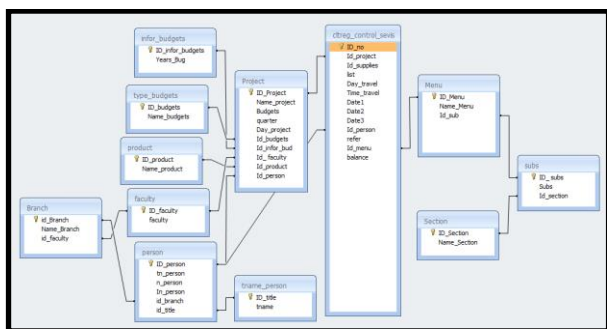 infor_budgets
ID_infor_budgets
Years_Bug
type_budgets
ID_budgets
Name_budgets
product
ID_product
Name_product
faculty
ID_faculty
faculty
Branch
id_Branch
Name_Branch
id_faculty
person
ID_person
tn_person
n_person
ln_person
id_branch
id_title
tname_person
ID_title
tname
Project
ID_Project
Name_project
Budgets
quarter
Day_project
Id_budgets
Id_infor_bud
Id_faculty
Id_product
Id_person
cltreg_control_sevis
ID_no
Id_project
Id_supplies
list
Day_travel
Time_travel
Date1
Date2
Date3
Id_person
refer
Id_menu
balance
Menu
ID_Menu
Name_Menu
Id_sub
subs
ID_subs
Subs
Id_section
Section
ID_Section
Name_Section